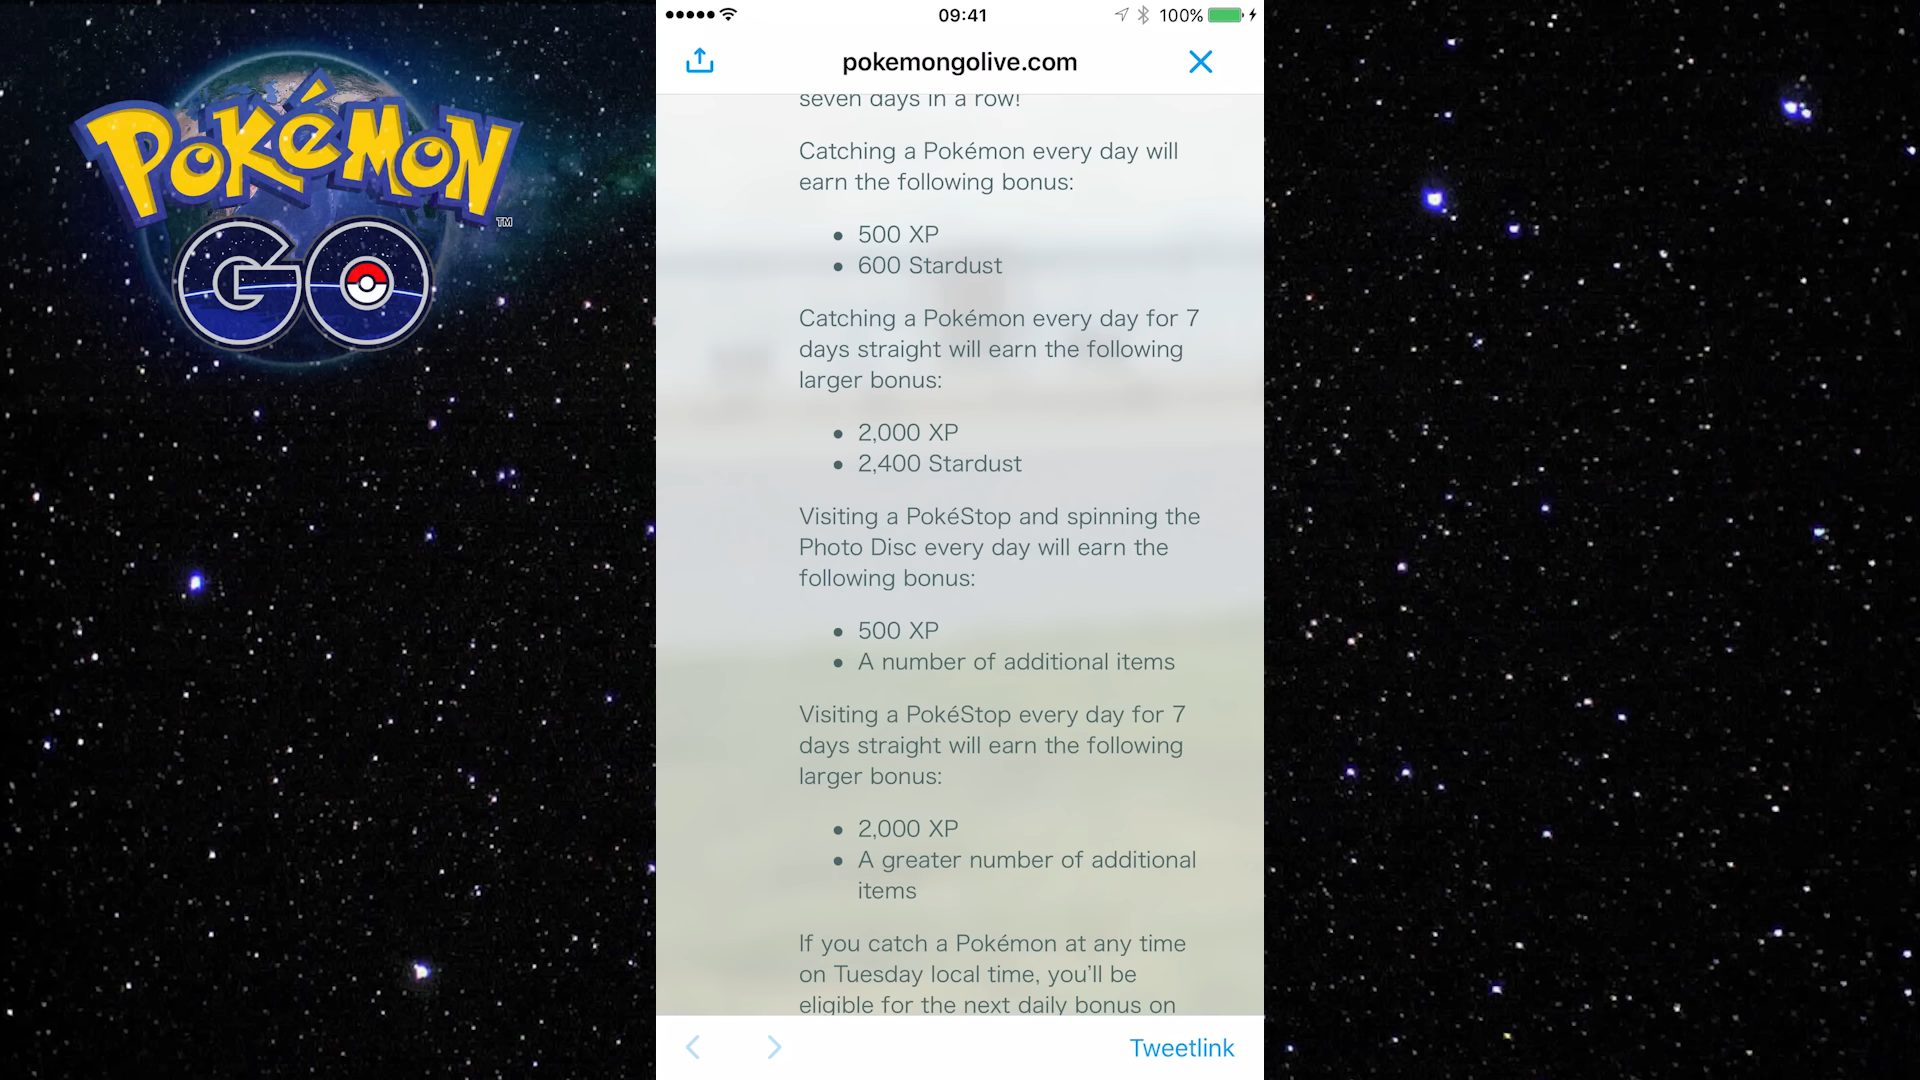 POKÉMON
TM
GO
09:41
100%
pokemongolive.com
seven days in a row!
Catching a Pokémon every day will
earn the following bonus:
• 500 XP
• 600 Stardust
Catching a Pokémon every day for 7
days straight will earn the following
larger bonus:
• 2,000 XP
• 2,400 Stardust
Visiting a PokéStop and spinning the
Photo Disc every day will earn the
following bonus:
• 500 XP
• A number of additional items
Visiting a PokéStop every day for 7
days straight will earn the following
larger bonus:
• 2,000 XP
• A greater number of additional
items
If you catch a Pokémon at any time
on Tuesday local time, you'll be
eligible for the next daily bonus on
Tweetlink